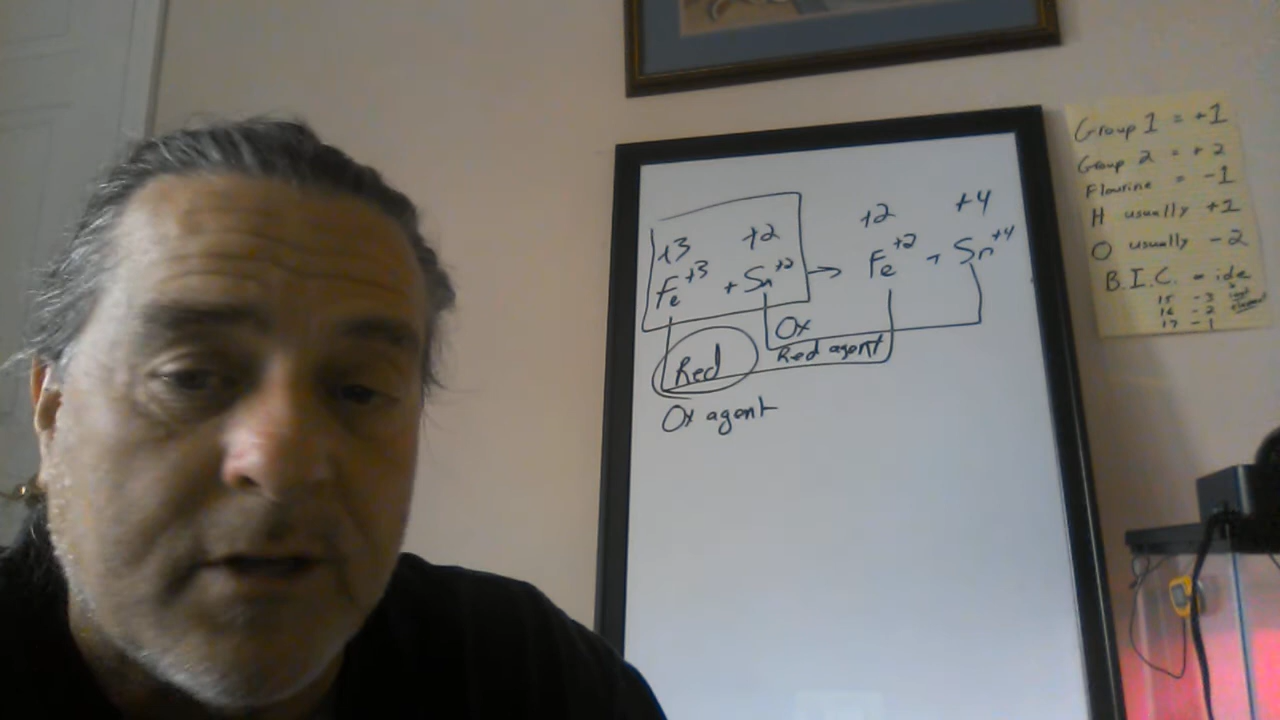 +3 +2 +2 +4
Fe+3 + Sn+2 → Fe+2 + Sn+4
Ox
Red Red agent
Ox agent
Group 1 = +1
Group 2 = +2
Flourine = -1
H usually +1
O usually -2
B.I.C. = ide
15 -3
16 -2 element
17 -1